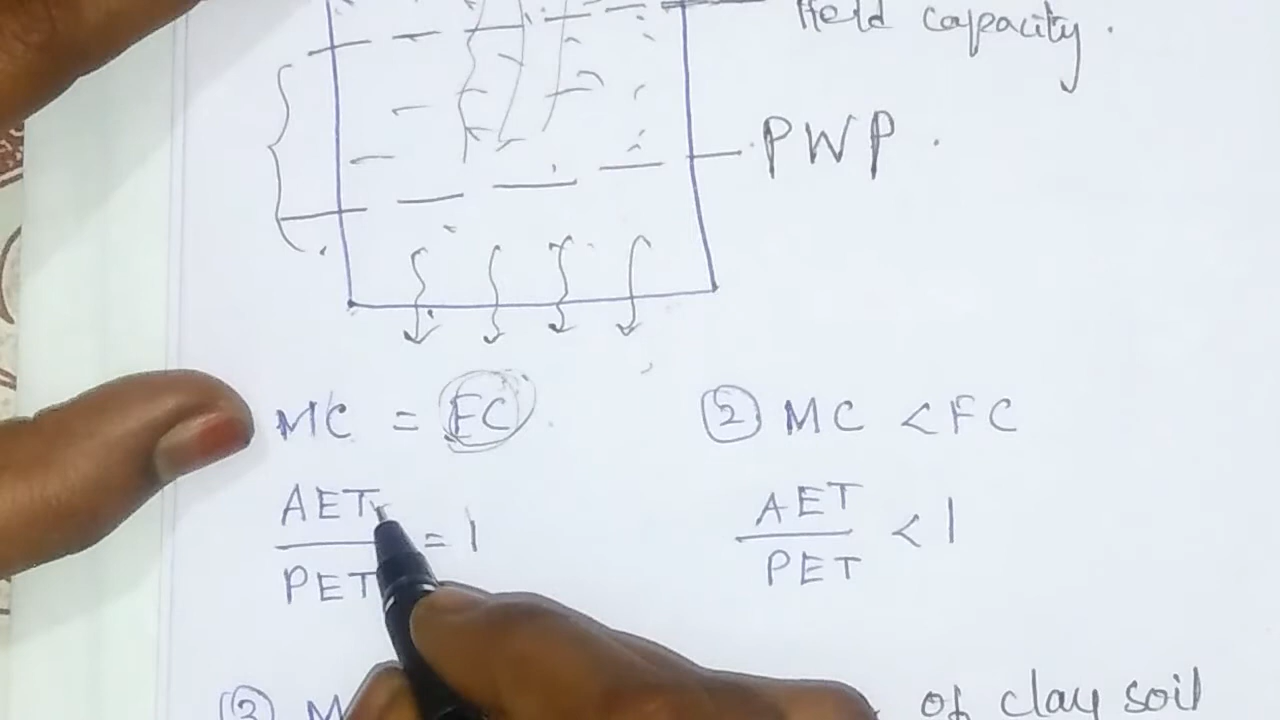 Field capacity.
PWP.
MC = FC
② MC < FC
AET
PET
= 1
AET
PET
< 1
③ M
of clay soil